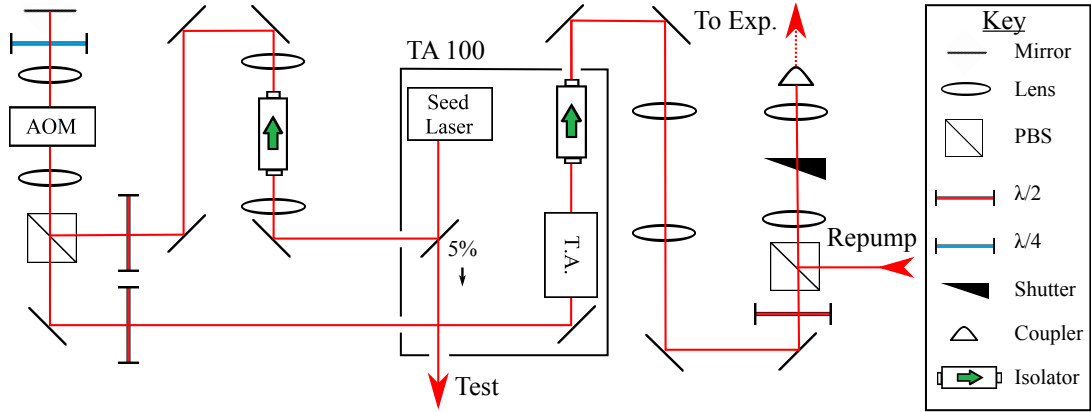 To Exp.
TA 100
Seed
Laser
AOM
5%
T.A.
Repump
Test
Key
Mirror
Lens
PBS
λ/2
λ/4
Shutter
Coupler
Isolator